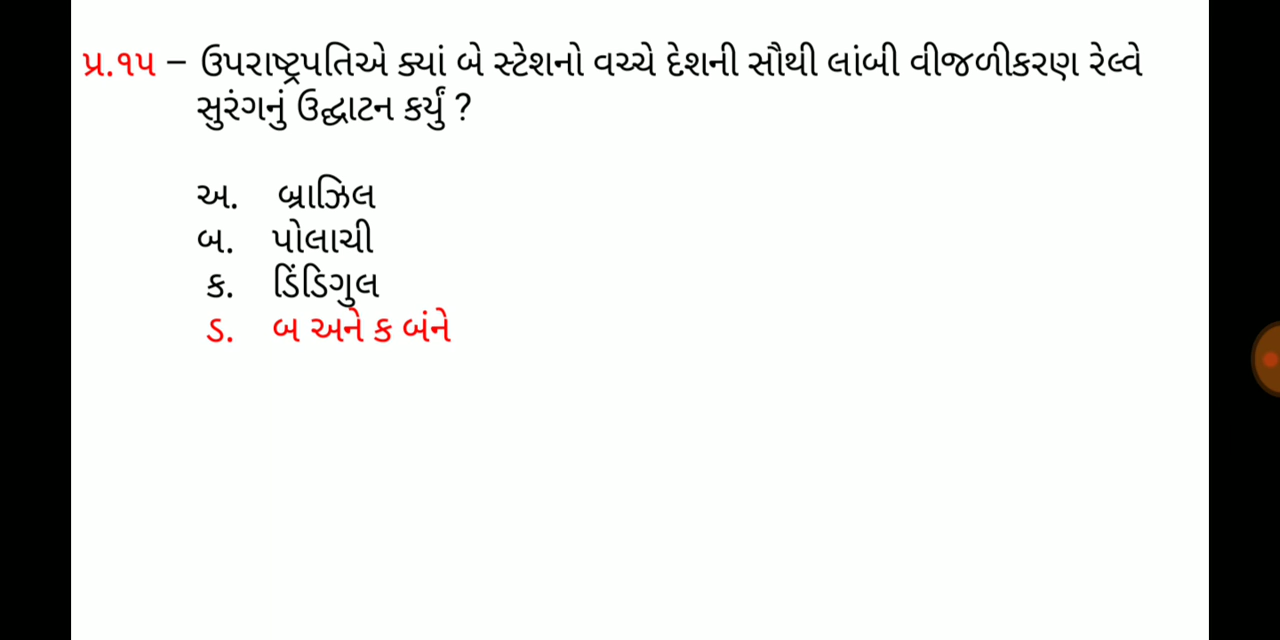 પ્ર.૧૫ – ઉપરાષ્ટ્રપતિએ ક્યાં બે સ્ટેશનો વચ્ચે દેશની સૌથી લાંબી વીજળીકરણ રેલ્વે
સુરંગનું ઉદ્ઘાટન કર્યું ?
અ. બ્રાઝિલ
બ. પોલાચી
ક. ડિંડિગુલ
ડ. બ અને ક બંને